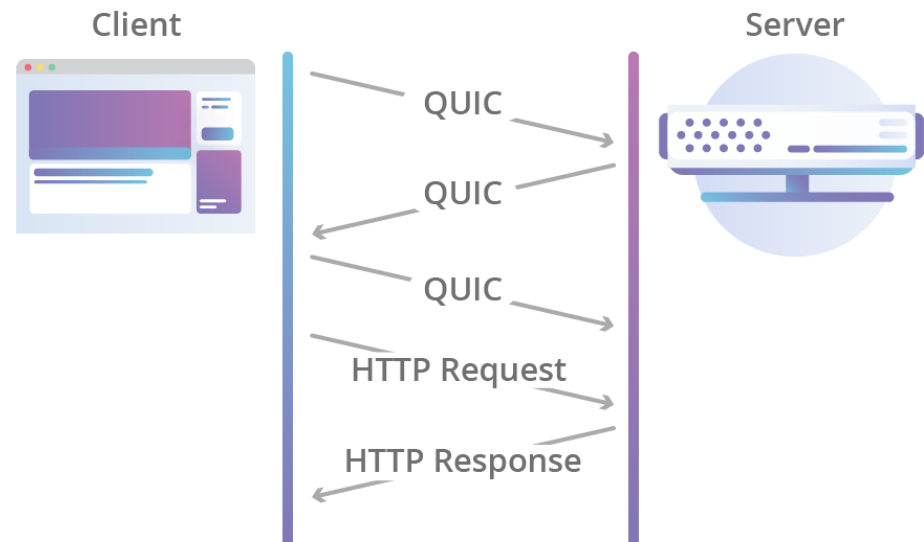 Client
Server
QUIC
QUIC
QUIC
HTTP Request
HTTP Response